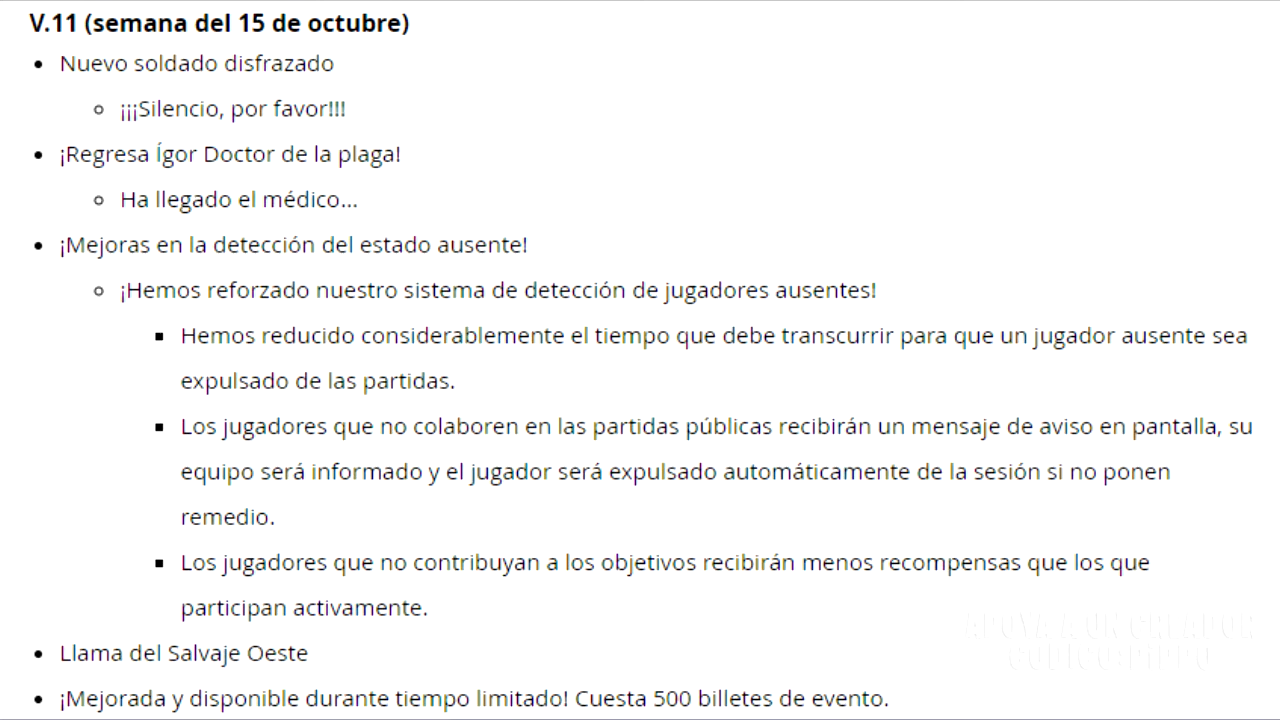 V.11 (semana del 15 de octubre)
Nuevo soldado disfrazado
¡¡¡Silencio, por favor!!!
¡Regresa Ígor Doctor de la plaga!
Ha llegado el médico...
¡Mejoras en la detección del estado ausente!
¡Hemos reforzado nuestro sistema de detección de jugadores ausentes!
Hemos reducido considerablemente el tiempo que debe transcurrir para que un jugador ausente sea
expulsado de las partidas.
Los jugadores que no colaboren en las partidas públicas recibirán un mensaje de aviso en pantalla, su
equipo será informado y el jugador será expulsado automáticamente de la sesión si no ponen
remedio.
Los jugadores que no contribuyan a los objetivos recibirán menos recompensas que los que
participan activamente.
APOYA A UN CREADOR
Llama del Salvaje Oeste
¡Mejorada y disponible durante tiempo limitado! Cuesta 500 billetes de evento.